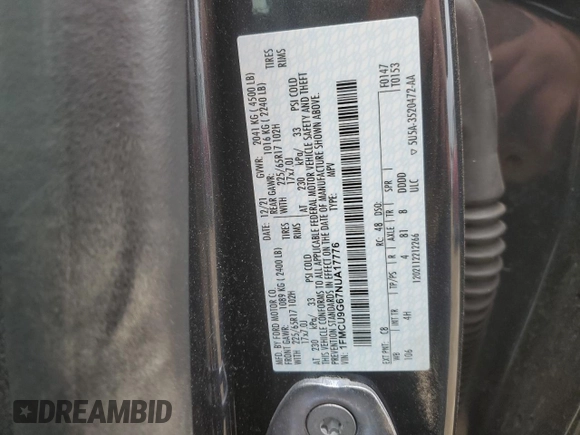 MFD. BY FORD MOTOR CO.
DATE: 12/21 GVWR: 2041 KG ( 4500 LB)
FRONT GAWR: 1089 KG ( 2400 LB) REAR GAWR: 1016 KG ( 2240 LB)
225/65R17 102H TIRES WITH 225/65R17 102H TIRES
17x7.0J RIMS 17x7.0J RIMS
AT 230 kPa/ 33 PSI COLD AT 230 kPa/ 33 PSI COLD
THIS VEHICLE CONFORMS TO ALL APPLICABLE FEDERAL MOTOR VEHICLE SAFETY AND THEFT
PREVENTION STANDARDS IN EFFECT ON THE DATE OF MANUFACTURE SHOWN ABOVE.
VIN: 1FMCU9G67NUA17776 TYPE: MPV
F0147
T0153
EXT PNT: C8 RC: 48 DSO:
WB INT TR TP/PS R AXLE TR SPR
106 4H 4 81 8 DDDD
1202112212266 ULC
▽ 5U5A-3520472-AA
DREAMBID